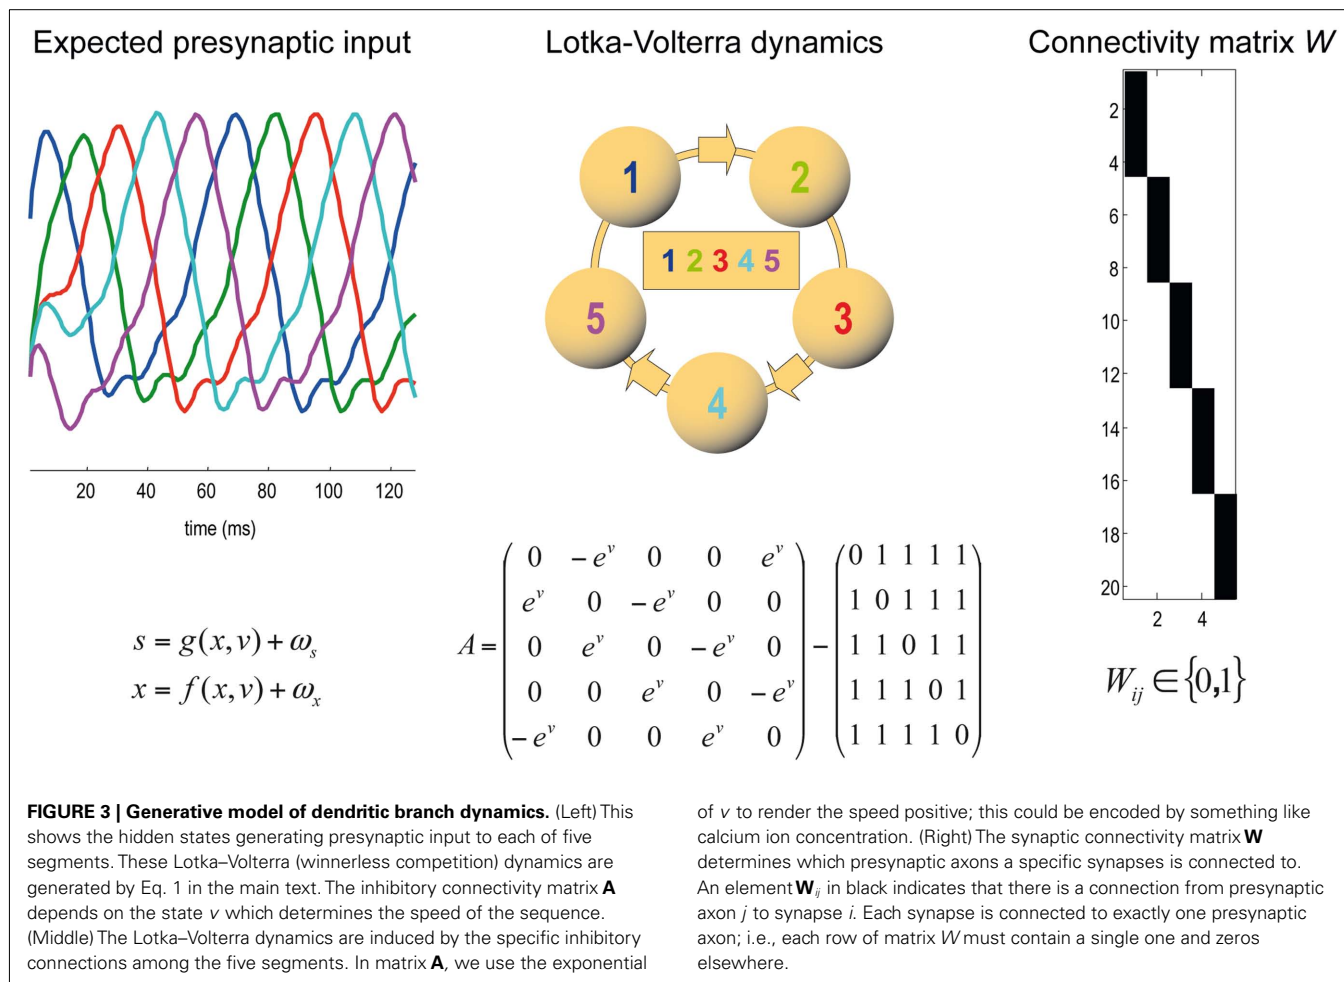 Expected presynaptic input
Lotka-Volterra dynamics
Connectivity matrix W
20 40 60 80 100 120
time (ms)
1
2
3
4
5
1 2 3 4 5
2
4
6
8
10
12
14
16
18
20
2 4
s = g(x,v) + ω_s
x = f(x,v) + ω_x
A =
0 −e^v 0 0 e^v
e^v 0 −e^v 0 0
0 e^v 0 −e^v 0
0 0 e^v 0 −e^v
−e^v 0 0 e^v 0
−
0 1 1 1 1
1 0 1 1 1
1 1 0 1 1
1 1 1 0 1
1 1 1 1 0
W_ij ∈ {0,1}
FIGURE 3 | Generative model of dendritic branch dynamics. (Left) This
shows the hidden states generating presynaptic input to each of five
segments. These Lotka–Volterra (winnerless competition) dynamics are
generated by Eq. 1 in the main text. The inhibitory connectivity matrix A
depends on the state v which determines the speed of the sequence.
(Middle) The Lotka–Volterra dynamics are induced by the specific inhibitory
connections among the five segments. In matrix A, we use the exponential
of v to render the speed positive; this could be encoded by something like
calcium ion concentration. (Right) The synaptic connectivity matrix W
determines which presynaptic axons a specific synapses is connected to.
An element W_ij in black indicates that there is a connection from presynaptic
axon j to synapse i. Each synapse is connected to exactly one presynaptic
axon; i.e., each row of matrix W must contain a single one and zeros
elsewhere.